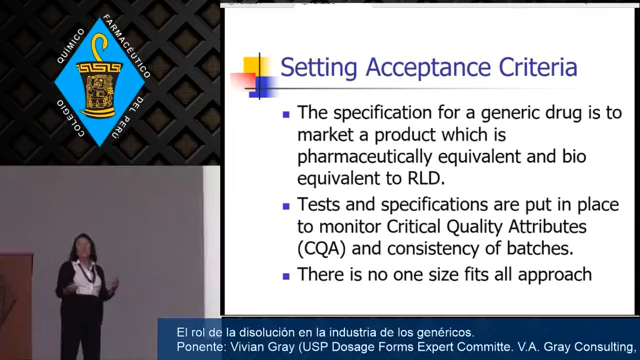 QUÍMICO
FARMACÉUTICO
DEL PERÚ
COLEGIO
Setting Acceptance Criteria
The specification for a generic drug is to
market a product which is
pharmaceutically equivalent and bio
equivalent to RLD.
Tests and specifications are put in place
to monitor Critical Quality Attributes
(CQA) and consistency of batches.
There is no one size fits all approach
El rol de la disolución en la industria de los genéricos.
Ponente: Vivian Gray (USP Dosage Forms Expert Committe. V.A. Gray Consulting,